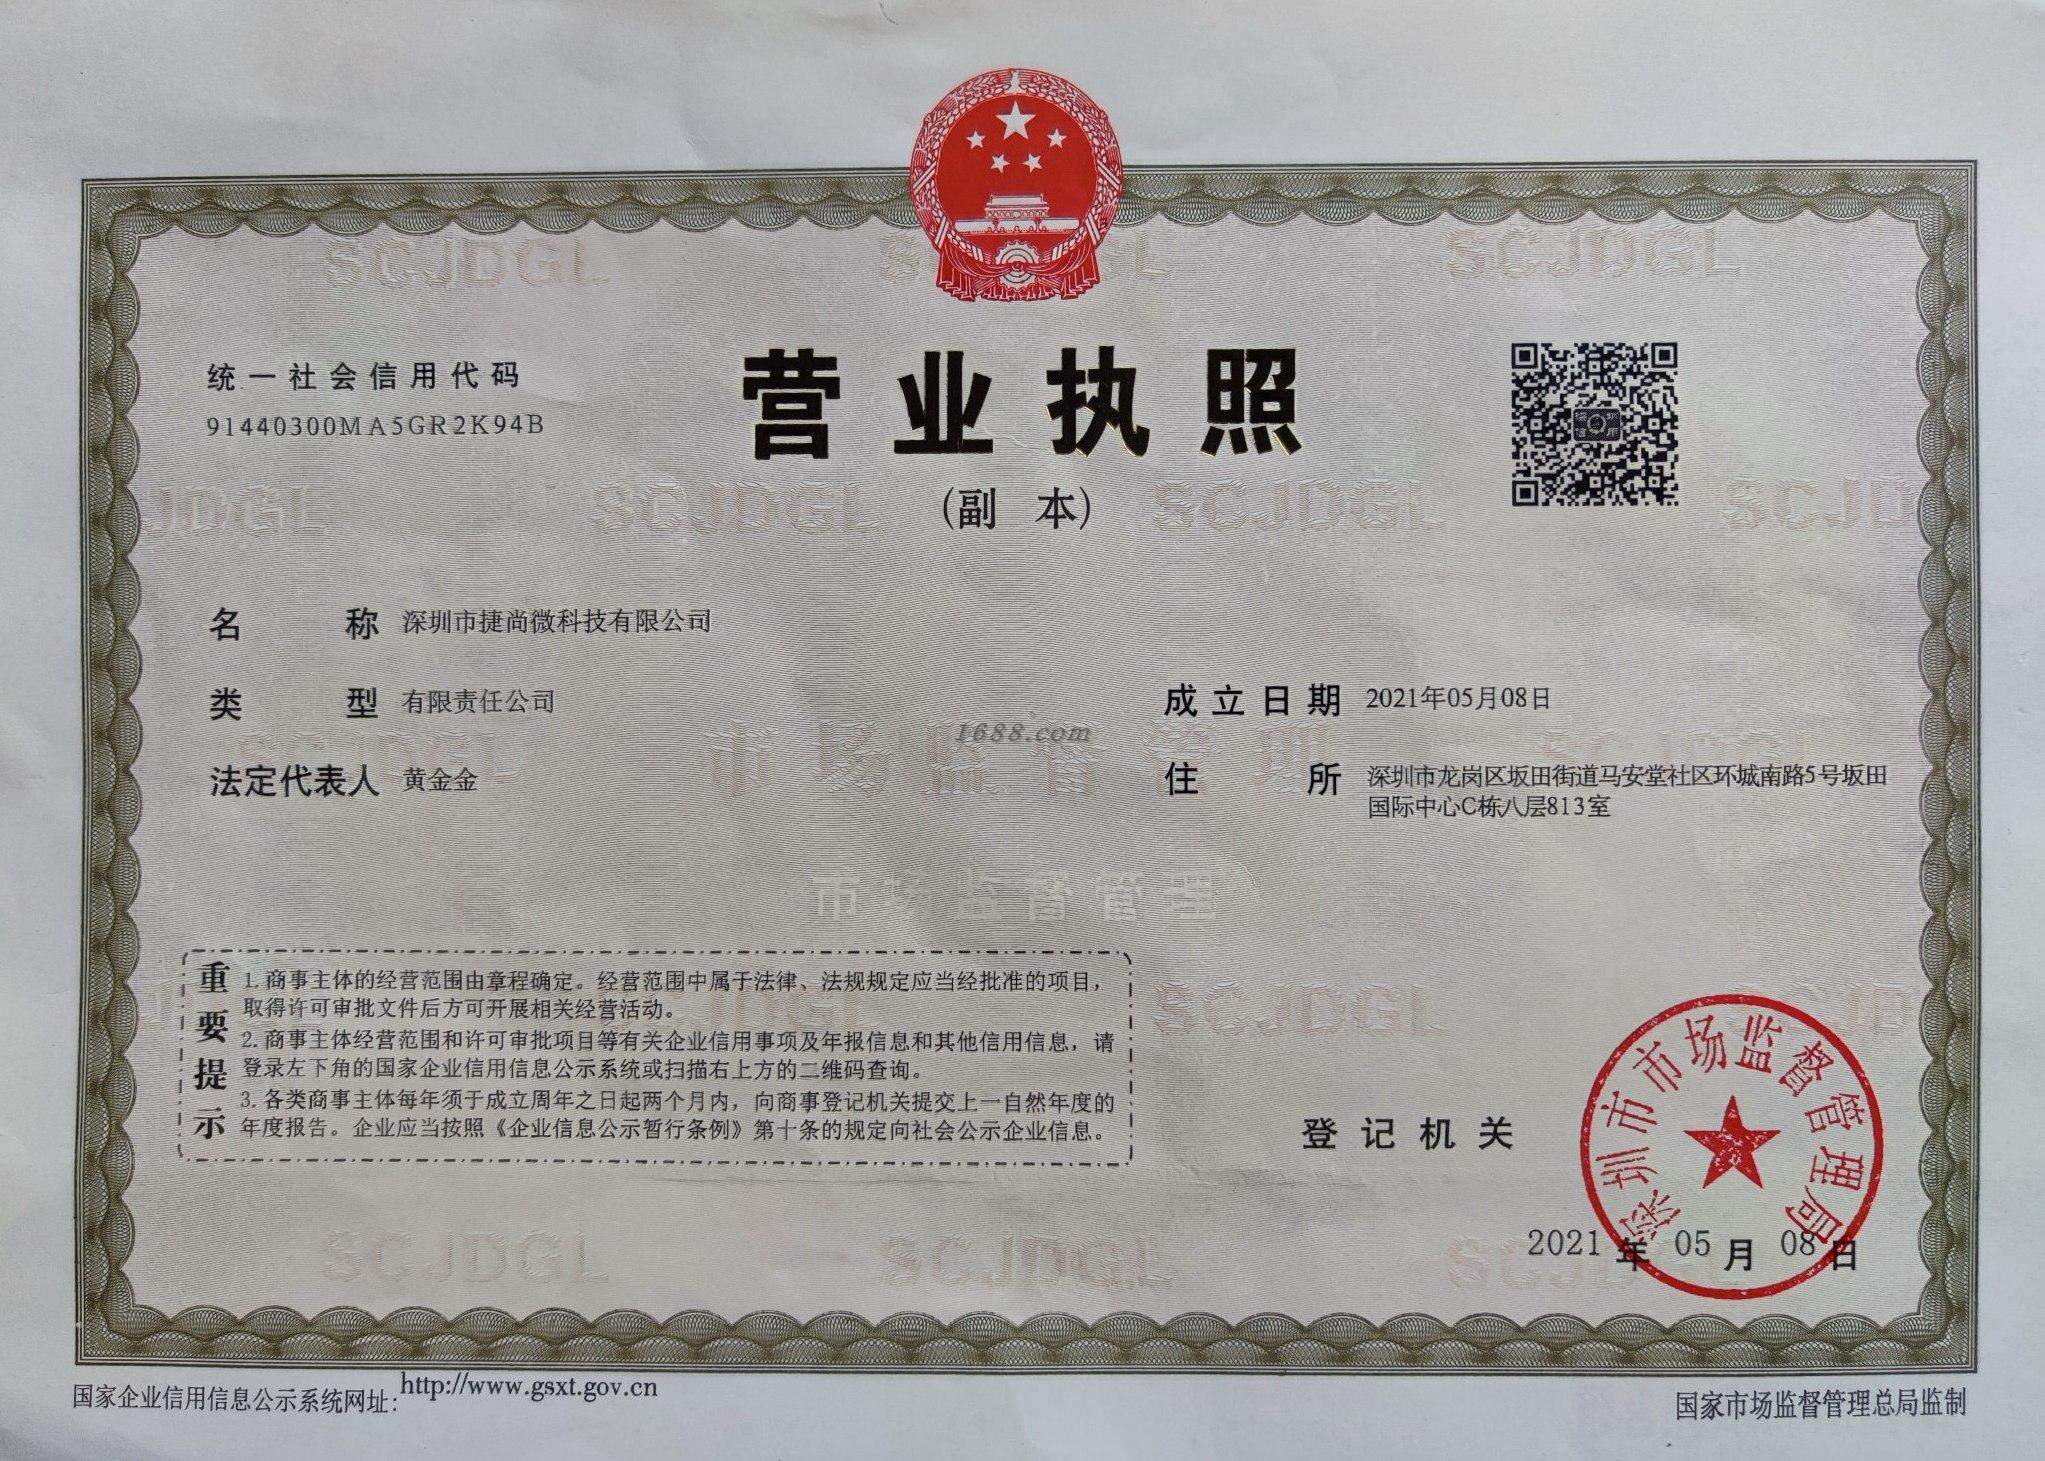 统一社会信用代码
91440300MA5GR2K94B
营业执照
(副 本)
名 称 深圳市捷尚微科技有限公司
类 型 有限责任公司
法定代表人 黄金金
成立日期 2021年05月08日
住 所 深圳市龙岗区坂田街道马安堂社区环城南路5号坂田
国际中心C栋八层813室
1688.com
市场监督管理
市场监督管理
SCJDGL
重要提示
1. 商事主体的经营范围由章程确定。经营范围中属于法律、法规规定应当经批准的项目，
取得许可审批文件后方可开展相关经营活动。
2. 商事主体经营范围和许可审批项目等有关企业信用事项及年报信息和其他信用信息，请
登录左下角的国家企业信用信息公示系统或扫描右上方的二维码查询。
3. 各类商事主体每年须于成立周年之日起两个月内，向商事登记机关提交上一自然年度的
年度报告。企业应当按照《企业信息公示暂行条例》第十条的规定向社会公示企业信息。
登记机关
深圳市市场监督管理局
2021 年 05 月 08 日
国家企业信用信息公示系统网址：http://www.gsxt.gov.cn
国家市场监督管理总局监制